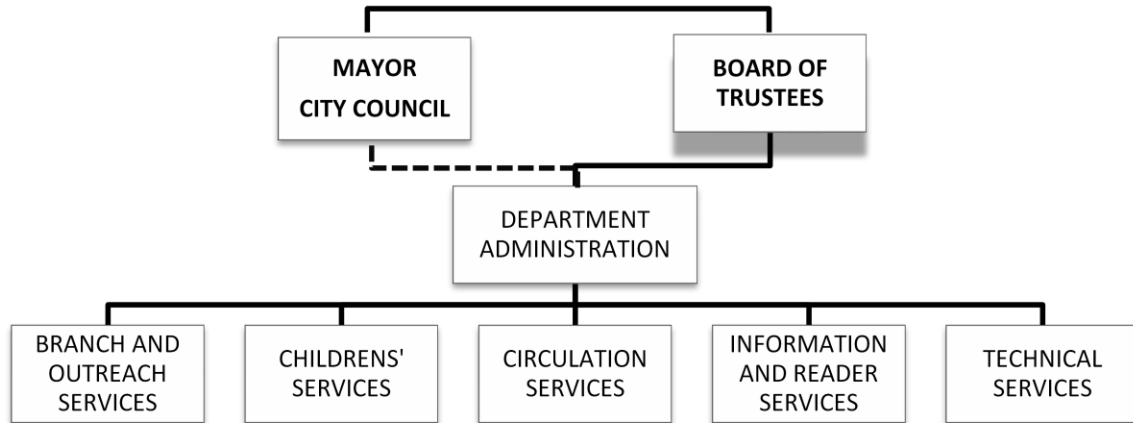 MAYOR
CITY COUNCIL
BOARD OF
TRUSTEES
DEPARTMENT
ADMINISTRATION
BRANCH AND
OUTREACH
SERVICES
CHILDRENS'
SERVICES
CIRCULATION
SERVICES
INFORMATION
AND READER
SERVICES
TECHNICAL
SERVICES